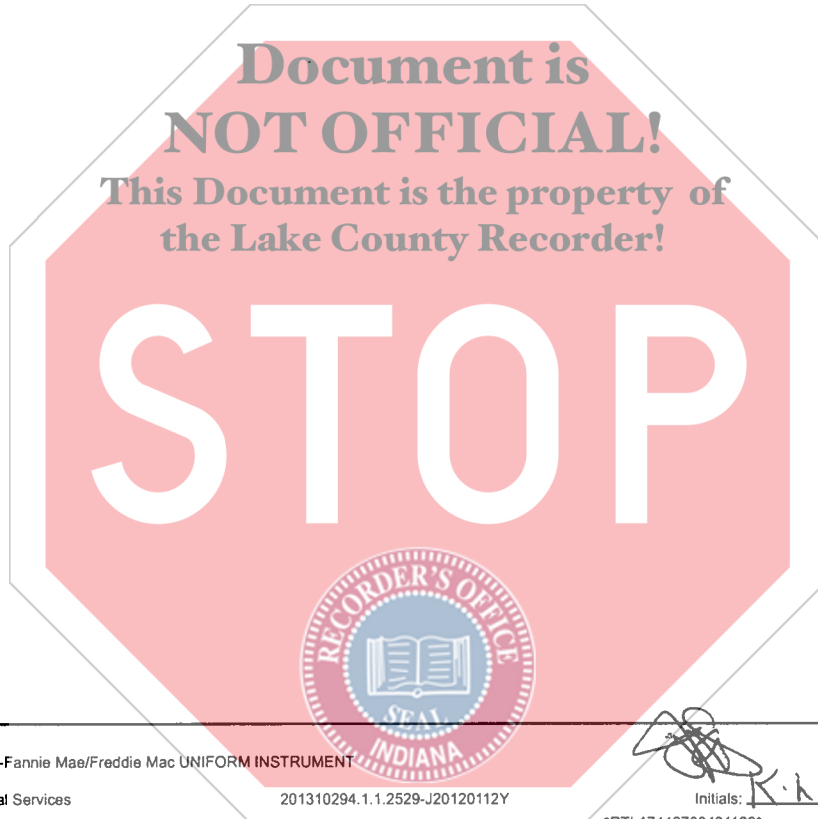 Document is
NOT OFFICIAL!
This Document is the property of
the Lake County Recorder!
STOP
RECORDER'S OFFICE
SEAL
INDIANA
-Fannie Mae/Freddie Mac UNIFORM INSTRUMENT
al Services 201310294.1.1.2529-J20120112Y Initials: K.h